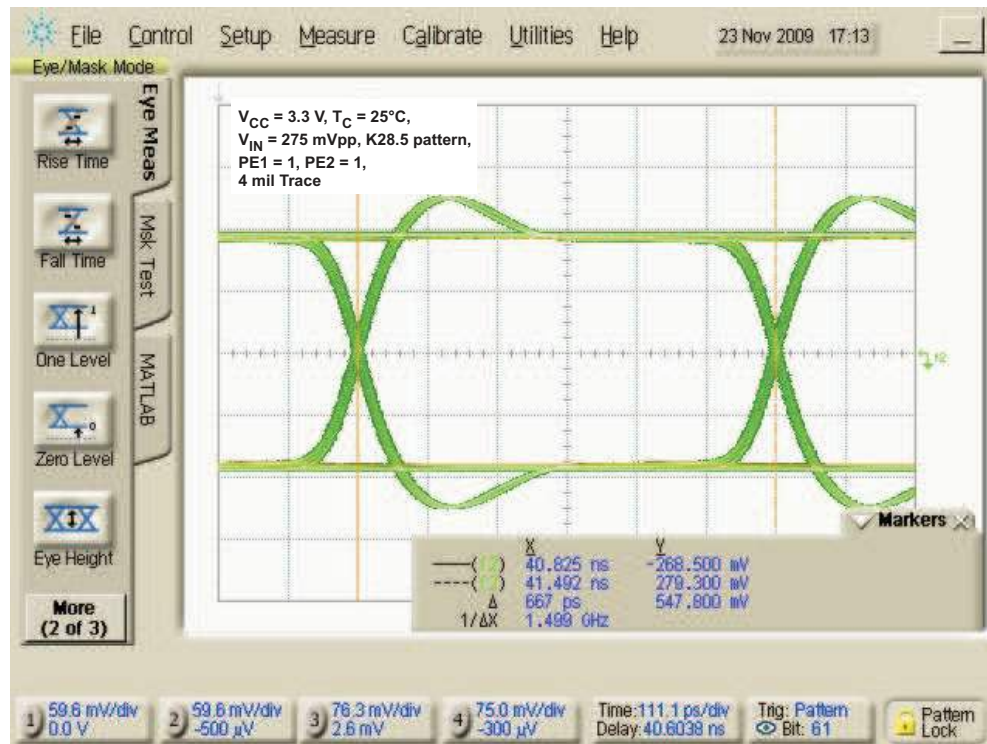 File Control Setup Measure Calibrate Utilities Help 23 Nov 2009 17:13
Eye/Mask Mode
Eye Meas
Msk Test
MATLAB
Rise Time
Fall Time
One Level
Zero Level
Eye Height
More
(2 of 3)
VCC = 3.3 V, TC = 25°C,
VIN = 275 mVpp, K28.5 pattern,
PE1 = 1, PE2 = 1,
4 mil Trace
Markers
X Y
40.825 ns -268.500 mV
41.492 ns 279.300 mV
Δ 667 ps 547.800 mV
1/ΔX 1.499 GHz
1) 59.6 mV/div
0.0 V
2) 59.6 mV/div
-500 µV
3) 76.3 mV/div
2.6 mV
4) 75.0 mV/div
-300 µV
Time:111.1 ps/div
Delay:40.6038 ns
Trig: Pattern
Bit: 61
Pattern
Lock